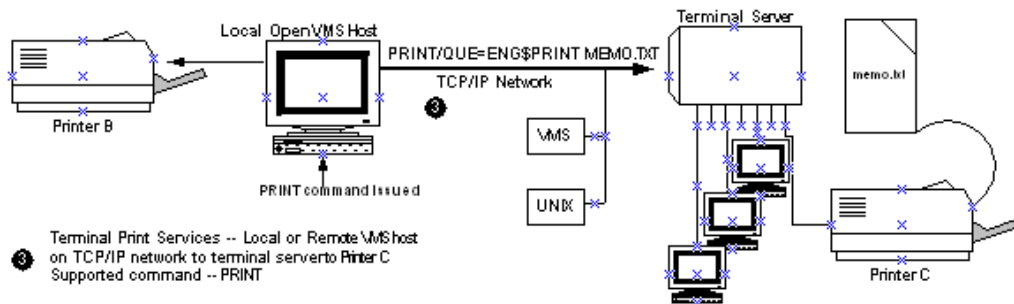 Terminal Server
Local OpenVMS Host
PRINT/QUE=ENG$PRINT MEMO.TXT
TCP/IP Network
3
memo.txt
Printer B
VMS
PRINT command Issued
UNIX
3 Terminal Print Services -- Local or Remote VMS host
on TCP/IP network to terminal server to Printer C
Supported command -- PRINT
Printer C